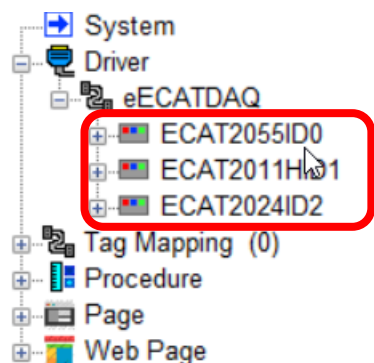 System
Driver
eECATDAQ
ECAT2055ID0
ECAT2024ID2
Tag Mapping (0)
Procedure
Page
Web Page